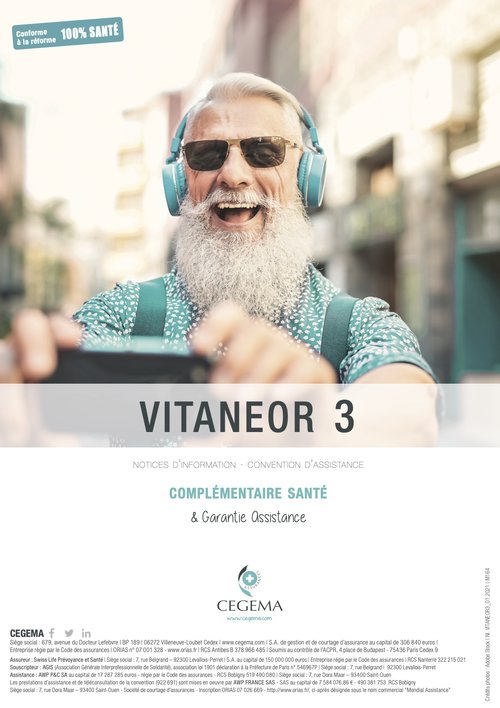 Conforme
à la réforme 100% SANTÉ
VITANEOR 3
NOTICES D'INFORMATION - CONVENTION D'ASSISTANCE
COMPLÉMENTAIRE SANTÉ
& Garantie Assistance
CEGEMA
www.cegema.com
CEGEMA
Siège social : 679, avenue du Docteur Lefebvre | BP 189 | 06272 Villeneuve-Loubet Cedex | www.cegema.com | S.A. de gestion et de courtage d'assurance au capital de 306 840 euros |
Entreprise régie par le Code des assurances | ORIAS n° 07 001 328 - www.orias.fr | RCS Antibes B 378 966 485 | Soumis au contrôle de l'ACPR, 4 place de Budapest - 75436 Paris Cedex 9
Assureur : Swiss Life Prévoyance et Santé | Siège social : 7, rue Belgrand – 92300 Levallois-Perret | S.A. au capital de 150 000 000 euros | Entreprise régie par le Code des assurances | RCS Nanterre 322 215 021
Souscripteur : AGIS (Association Générale Interprofessionnelle de Solidarité), association loi 1901 déclaration à la Préfecture de Paris n° 546967P | Siège social : 7, rue Belgrand | 92300 Levallois-Perret
Assistance : AWP P&C SA au capital de 17 287 285 euros - régie par le Code des assurances - RCS Bobigny 519 490 080 | Siège social : 7, rue Dora Maar – 93400 Saint-Ouen
Les prestations d'assistance et de téléconsultation de la convention (922 691) sont mises en oeuvre par AWP FRANCE SAS - SAS au capital de 7 584 076.86 € - 490 381 753 RCS Bobigny
Siège social : 7, rue Dora Maar – 93400 Saint-Ouen - Société de courtage d'assurances - Inscription ORIAS 07 026 669 - http://www.orias.fr/, ci-après désignée sous le nom commercial "Mondial Assistance"
Crédits photos : Adobe Stock | NI_VITANEOR3_01.2021 | M164